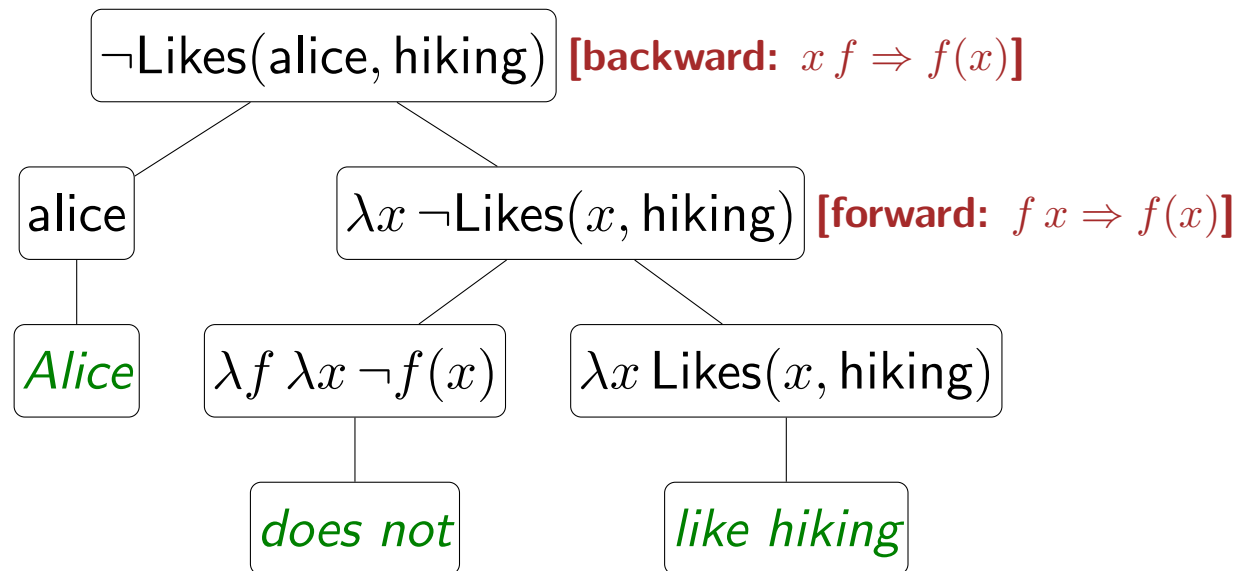 ¬Likes(alice, hiking) [backward: x f ⇒ f(x)]
alice λx ¬Likes(x, hiking) [forward: f x ⇒ f(x)]
Alice λf λx ¬f(x) λx Likes(x, hiking)
does not like hiking